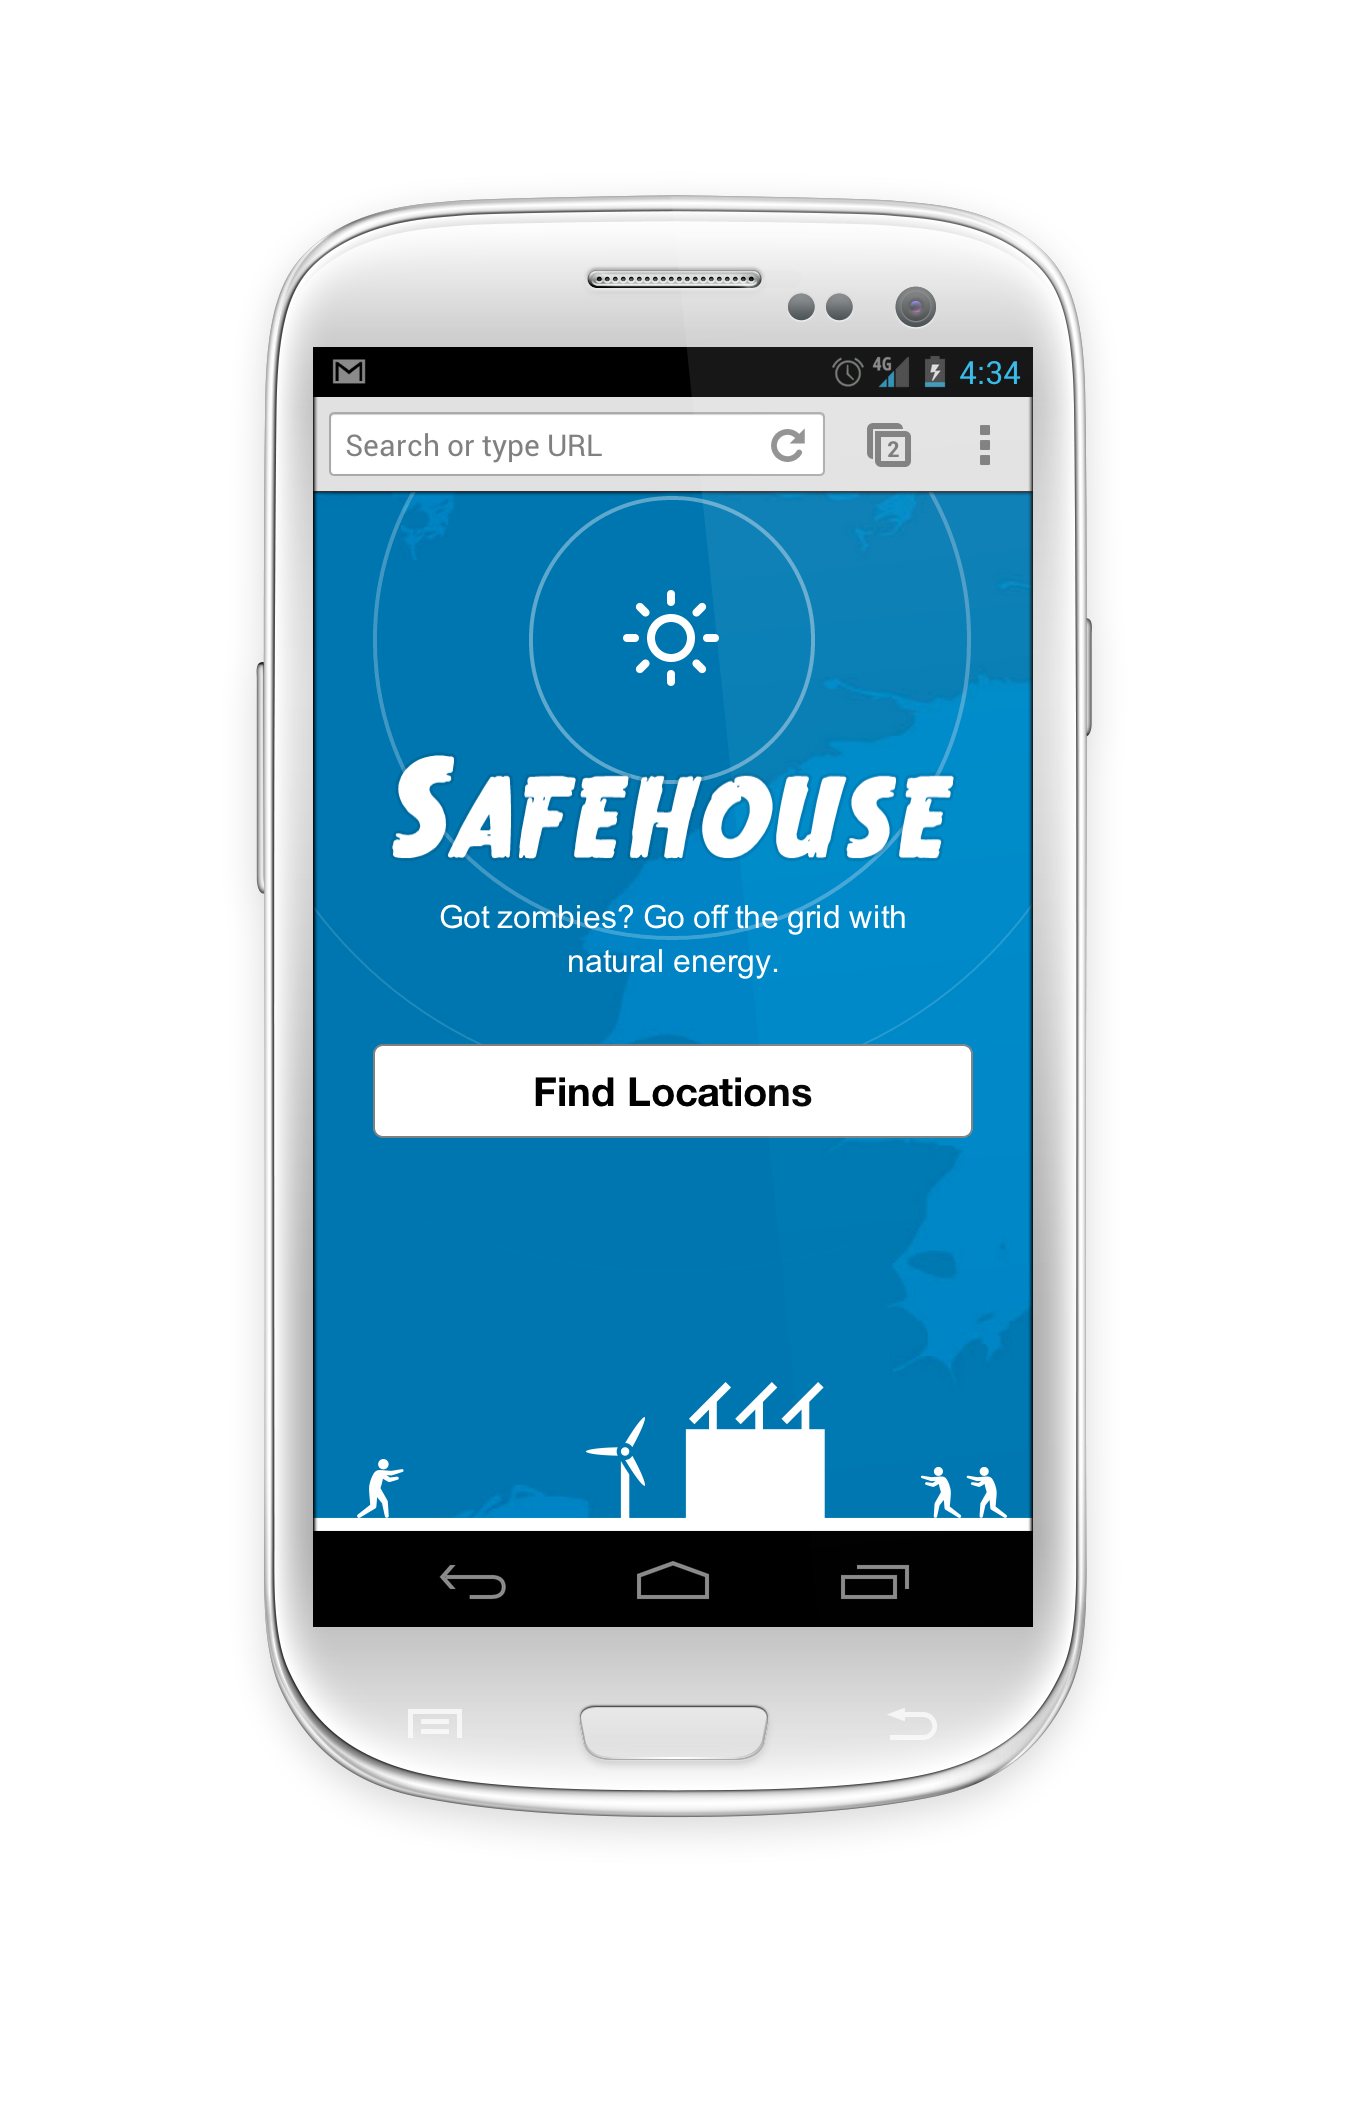 4G 4:34
Search or type URL
2
SAFEHOUSE
Got zombies? Go off the grid with
natural energy.
Find Locations